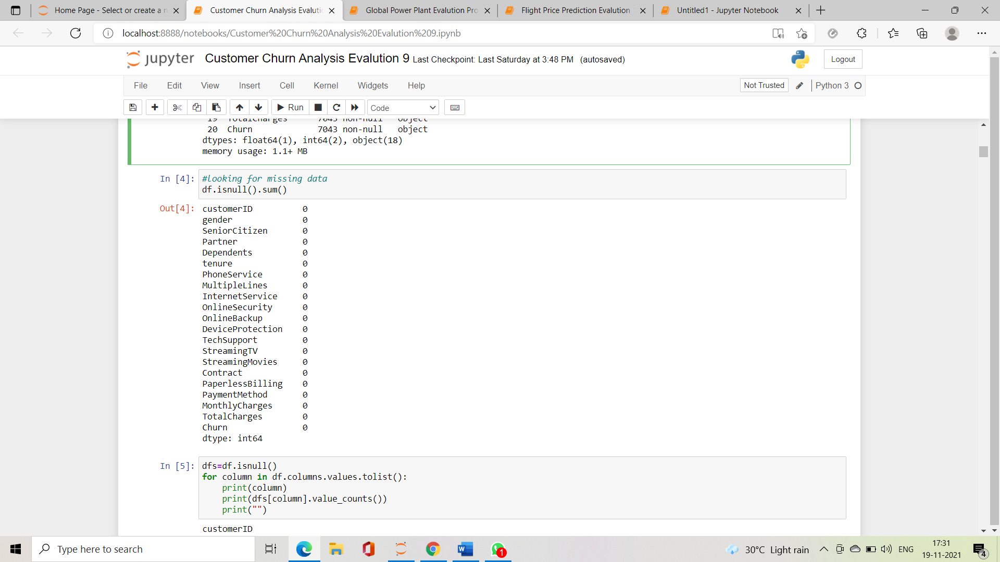 Home Page - Select or create a n
Customer Churn Analysis Evalutio
Global Power Plant Evalution Pro
Flight Price Prediction Evalution
Untitled1 - Jupyter Notebook
localhost:8888/notebooks/Customer%20Churn%20Analysis%20Evalution%209.ipynb
jupyter Customer Churn Analysis Evalution 9 Last Checkpoint: Last Saturday at 3:48 PM (autosaved)
Logout
File Edit View Insert Cell Kernel Widgets Help
Not Trusted
Python 3
Run
Code
19 TotalCharges 7043 non-null object
20 Churn 7043 non-null object
dtypes: float64(1), int64(2), object(18)
memory usage: 1.1+ MB
In [4]: #looking for missing data
df.isnull().sum()
Out[4]: customerID 0
gender 0
SeniorCitizen 0
Partner 0
Dependents 0
tenure 0
PhoneService 0
MultipleLines 0
InternetService 0
OnlineSecurity 0
OnlineBackup 0
DeviceProtection 0
TechSupport 0
StreamingTV 0
StreamingMovies 0
Contract 0
PaperlessBilling 0
PaymentMethod 0
MonthlyCharges 0
TotalCharges 0
Churn 0
dtype: int64
In [5]: dfs=df.isnull()
for column in df.columns.values.tolist():
    print(column)
    print(dfs[column].value_counts())
    print("")
customerID
Type here to search
W
1
30°C Light rain
ENG
17:31
19-11-2021
4